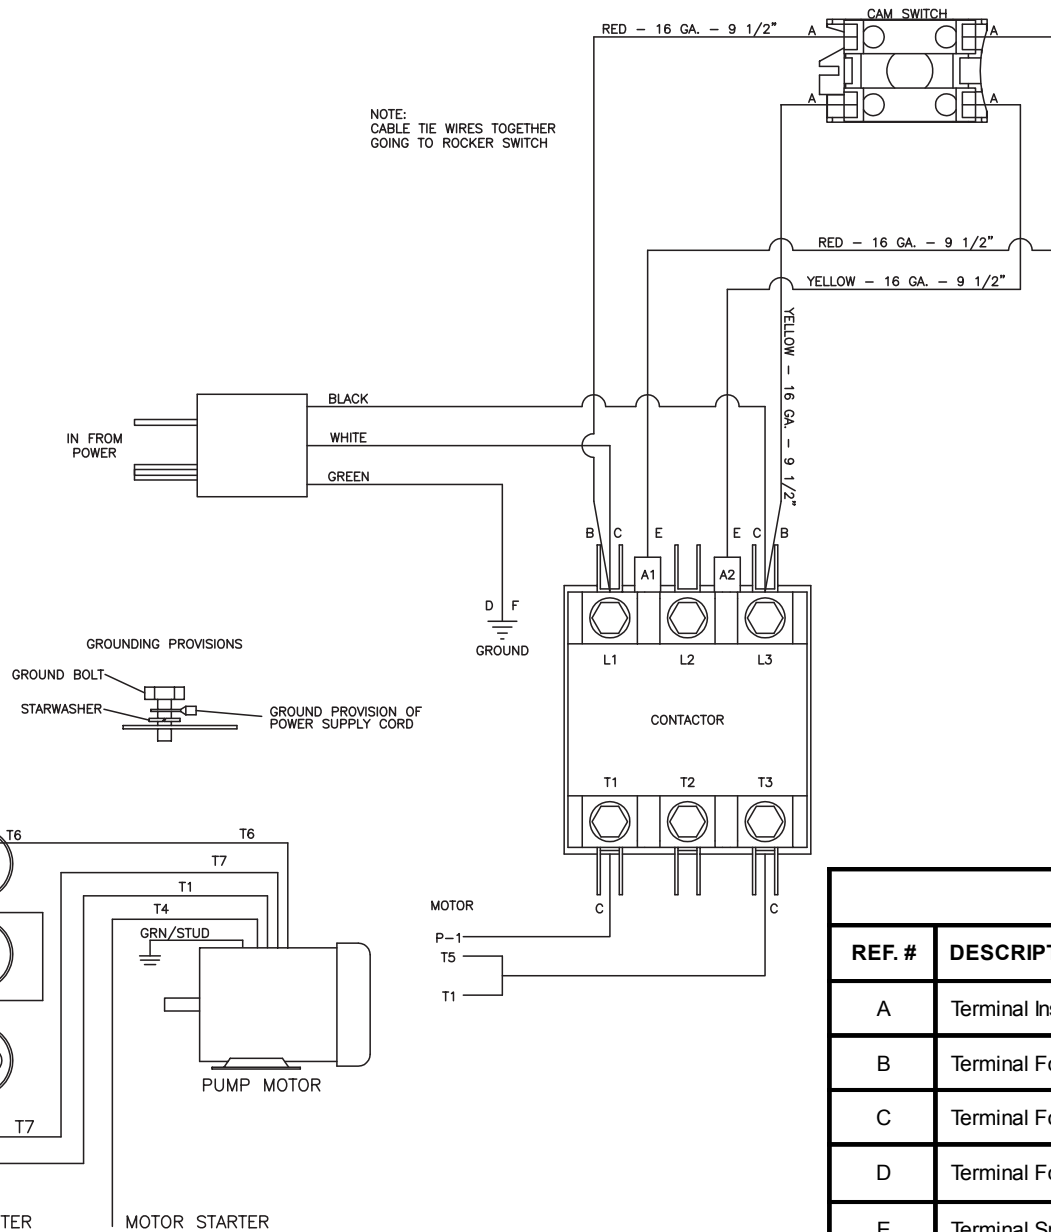 CAM SWITCH
RED – 16 GA. – 9 1/2"
A
A
A
A
NOTE:
CABLE TIE WIRES TOGETHER
GOING TO ROCKER SWITCH
RED – 16 GA. – 9 1/2"
YELLOW – 16 GA. – 9 1/2"
YELLOW – 16 GA. – 9 1/2"
BLACK
IN FROM
POWER
WHITE
GREEN
B C E E C B
A1 A2
D F
GROUND
L1 L2 L3
CONTACTOR
T1 T2 T3
GROUNDING PROVISIONS
GROUND BOLT
STARWASHER
GROUND PROVISION OF
POWER SUPPLY CORD
T6 T6
T7
T1
T4
GRN/STUD
PUMP MOTOR
T7
TER
MOTOR STARTER
MOTOR
C C
P–1
T5
T1
REF. # DESCRIPT
A Terminal Ins
B Terminal Fo
C Terminal Fo
D Terminal Fo
E Terminal Sp